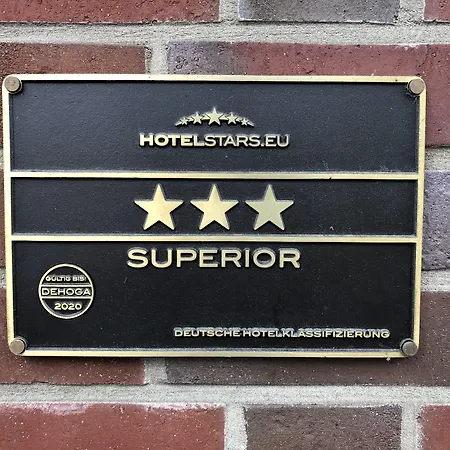 HOTELSTARS.EU
SUPERIOR
GÜLTIG BIS:
DEHOGA
2020
DEUTSCHE HOTELKLASSIFIZIERUNG